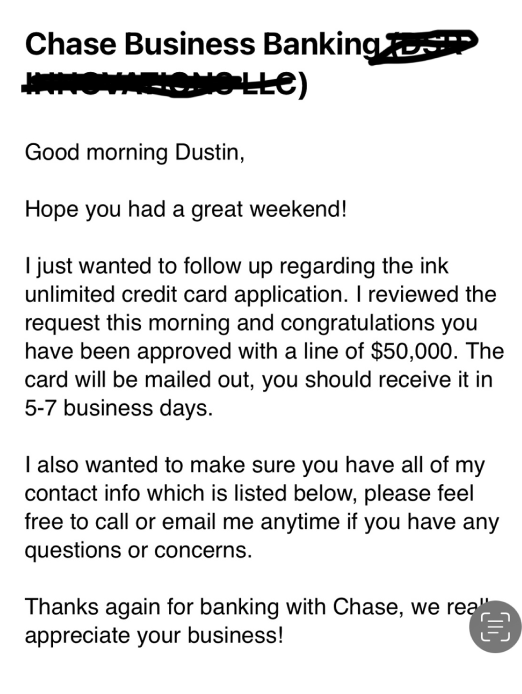 Chase Business Banking
LLC)
Good morning Dustin,
Hope you had a great weekend!
I just wanted to follow up regarding the ink
unlimited credit card application. I reviewed the
request this morning and congratulations you
have been approved with a line of $50,000. The
card will be mailed out, you should receive it in
5-7 business days.
I also wanted to make sure you have all of my
contact info which is listed below, please feel
free to call or email me anytime if you have any
questions or concerns.
Thanks again for banking with Chase, we really
appreciate your business!